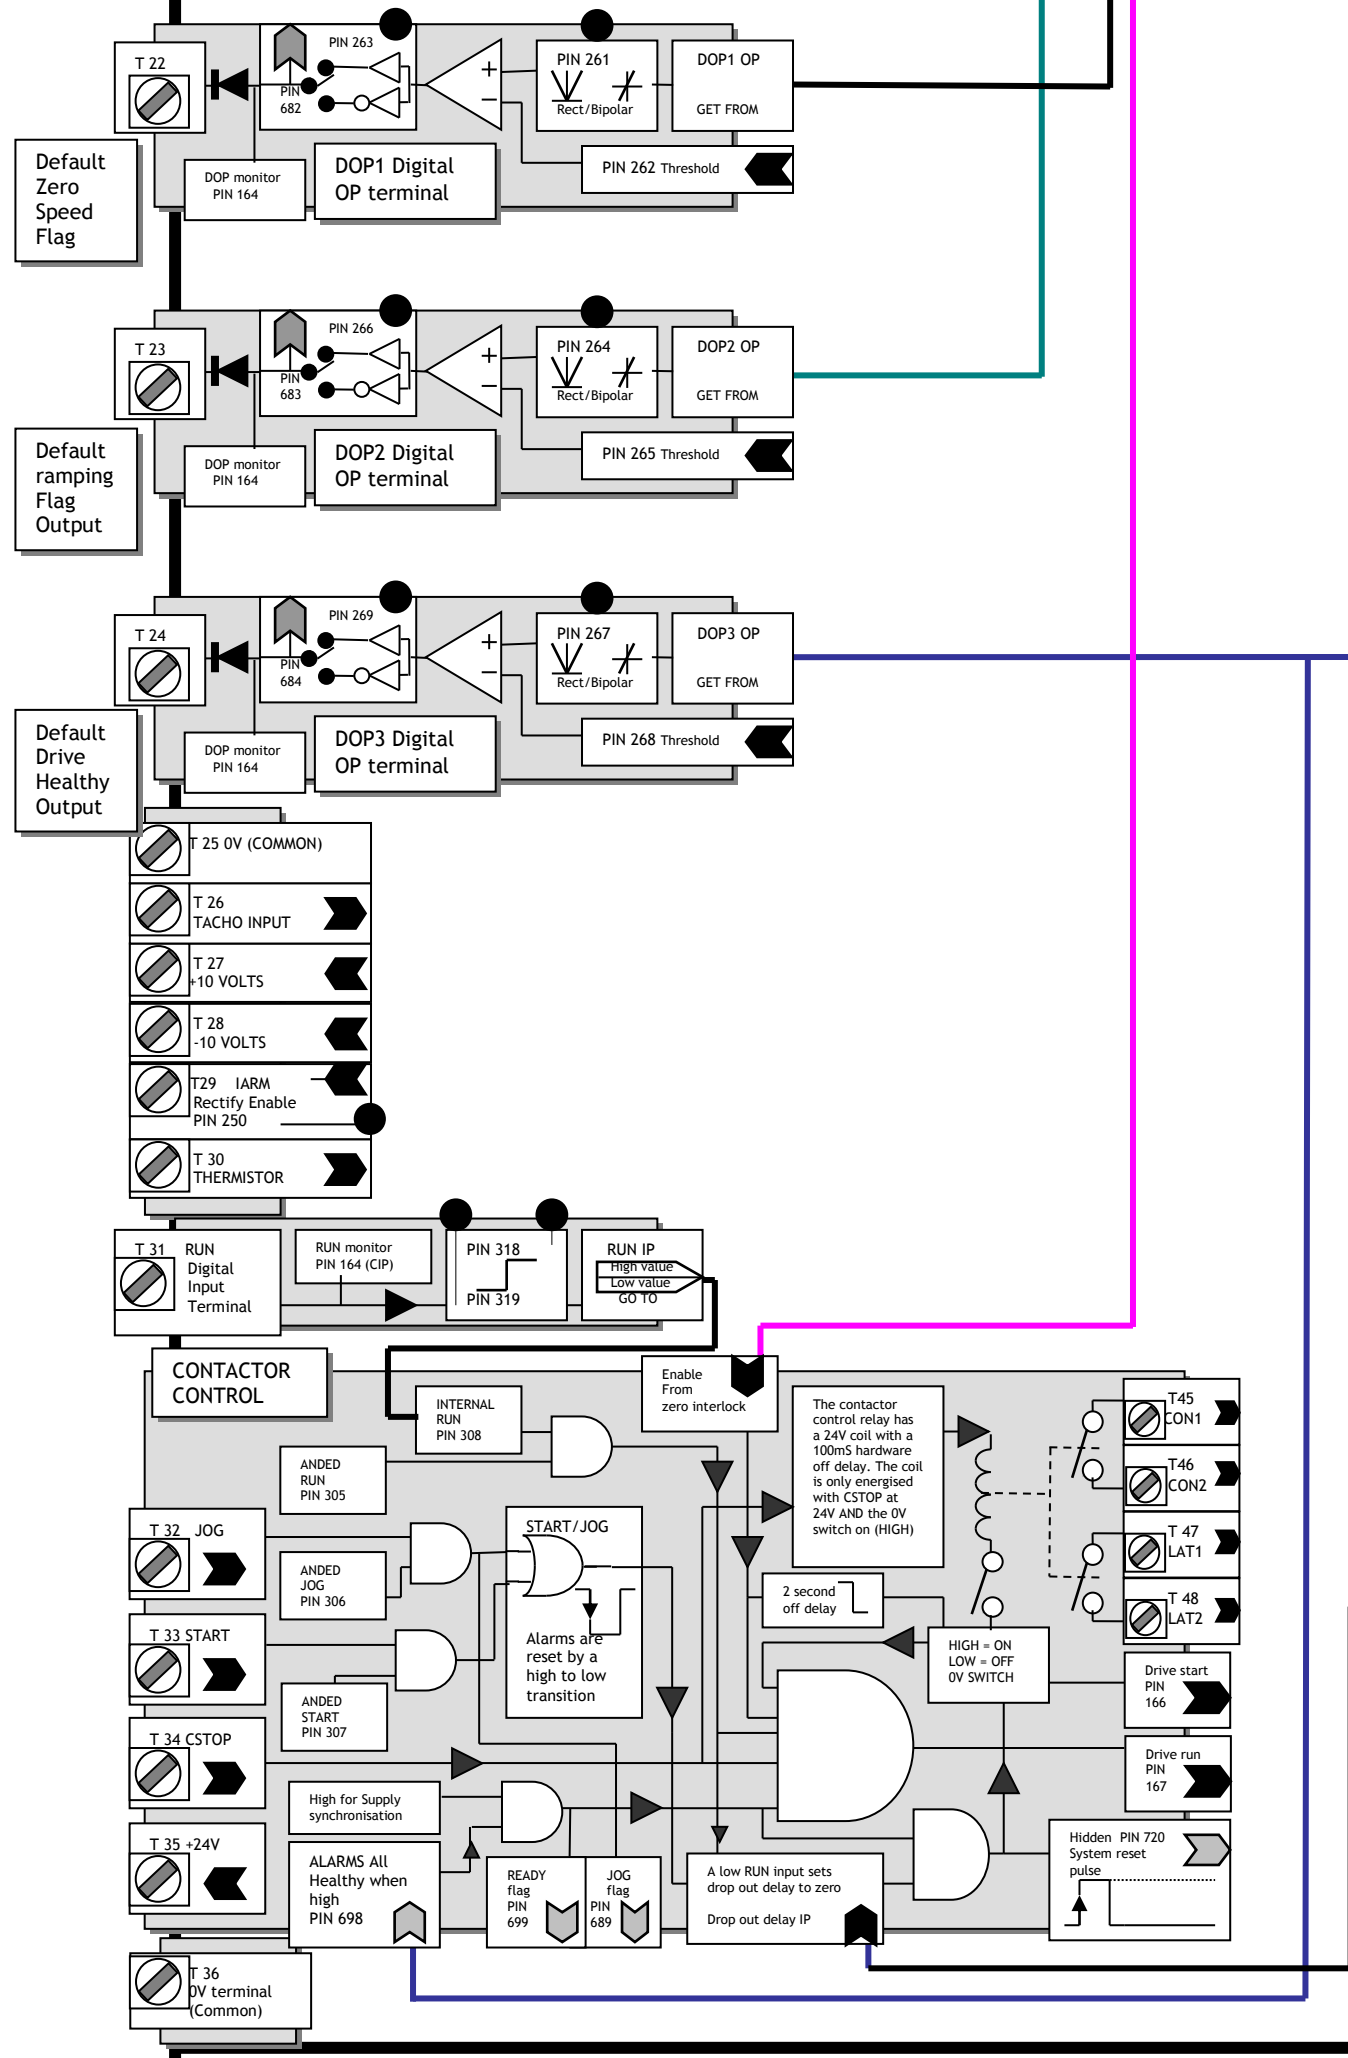 T 22
PIN 263
PIN
682
+
−
PIN 261
Rect/Bipolar
DOP1 OP
GET FROM
PIN 262 Threshold
DOP monitor
PIN 164
DOP1 Digital
OP terminal
Default
Zero
Speed
Flag
T 23
PIN 266
PIN
683
+
−
PIN 264
Rect/Bipolar
DOP2 OP
GET FROM
PIN 265 Threshold
DOP monitor
PIN 164
DOP2 Digital
OP terminal
Default
ramping
Flag
Output
T 24
PIN 269
PIN
684
+
−
PIN 267
Rect/Bipolar
DOP3 OP
GET FROM
PIN 268 Threshold
DOP monitor
PIN 164
DOP3 Digital
OP terminal
Default
Drive
Healthy
Output
T 25 0V (COMMON)
T 26
TACHO INPUT
T 27
+10 VOLTS
T 28
-10 VOLTS
T29 IARM
Rectify Enable
PIN 250
T 30
THERMISTOR
T 31 RUN
Digital
Input
Terminal
RUN monitor
PIN 164 (CIP)
PIN 318
PIN 319
RUN IP
High value
Low value
GO TO
CONTACTOR
CONTROL
INTERNAL
RUN
PIN 308
Enable
From
zero interlock
The contactor
control relay has
a 24V coil with a
100mS hardware
off delay. The coil
is only energised
with CSTOP at
24V AND the 0V
switch on (HIGH)
T45
CON1
T46
CON2
T 47
LAT1
T 48
LAT2
ANDED
RUN
PIN 305
T 32 JOG
ANDED
JOG
PIN 306
START/JOG
Alarms are
reset by a
high to low
transition
2 second
off delay
T 33 START
HIGH = ON
LOW = OFF
0V SWITCH
Drive start
PIN
166
ANDED
START
PIN 307
T 34 CSTOP
Drive run
PIN
167
High for Supply
synchronisation
T 35 +24V
ALARMS All
Healthy when
high
PIN 698
READY
flag
PIN
699
JOG
flag
PIN
689
A low RUN input sets
drop out delay to zero
Drop out delay IP
Hidden PIN 720
System reset
pulse
T 36
0V terminal
(Common)